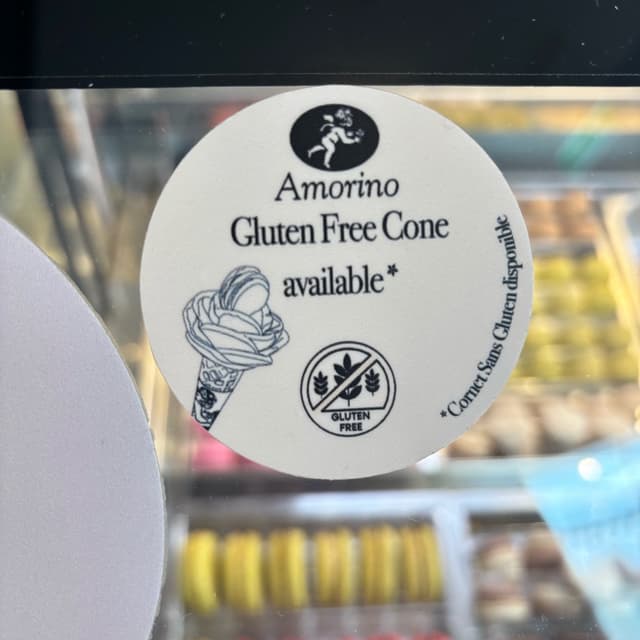 Amorino
Gluten Free Cone
available*
GLUTEN
FREE
*Cornet Sans Gluten disponible